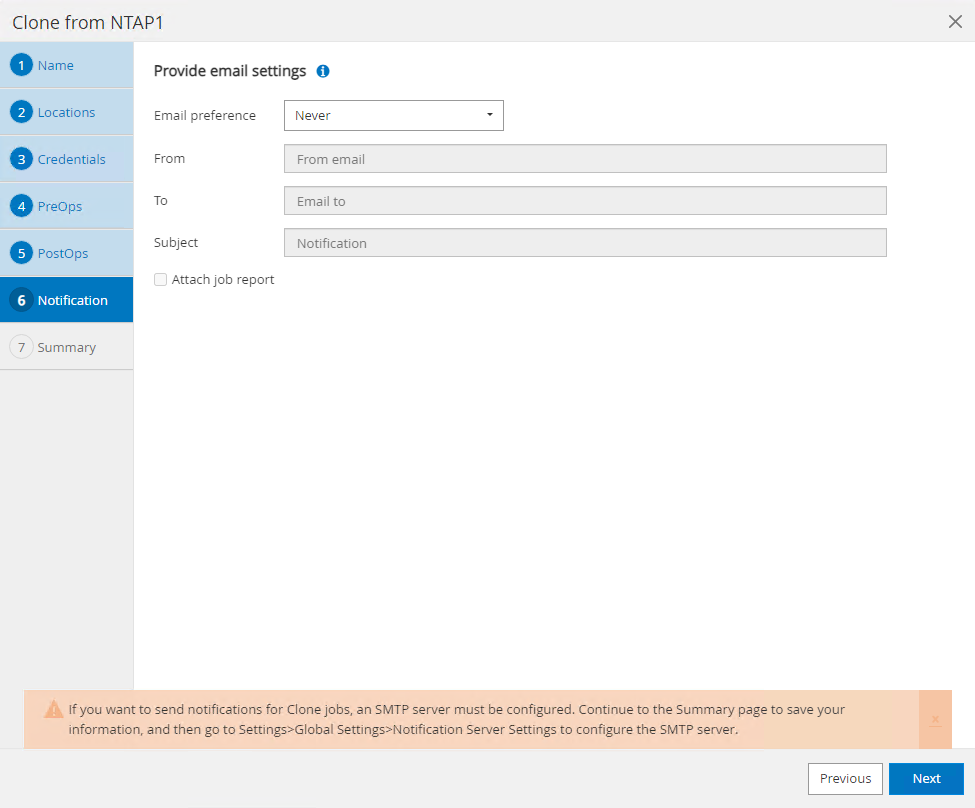 Clone from NTAP1
1 Name
2 Locations
3 Credentials
4 PreOps
5 PostOps
6 Notification
7 Summary
Provide email settings
Email preference Never
From From email
To Email to
Subject Notification
Attach job report
If you want to send notifications for Clone jobs, an SMTP server must be configured. Continue to the Summary page to save your
information, and then go to Settings>Global Settings>Notification Server Settings to configure the SMTP server.
Previous Next